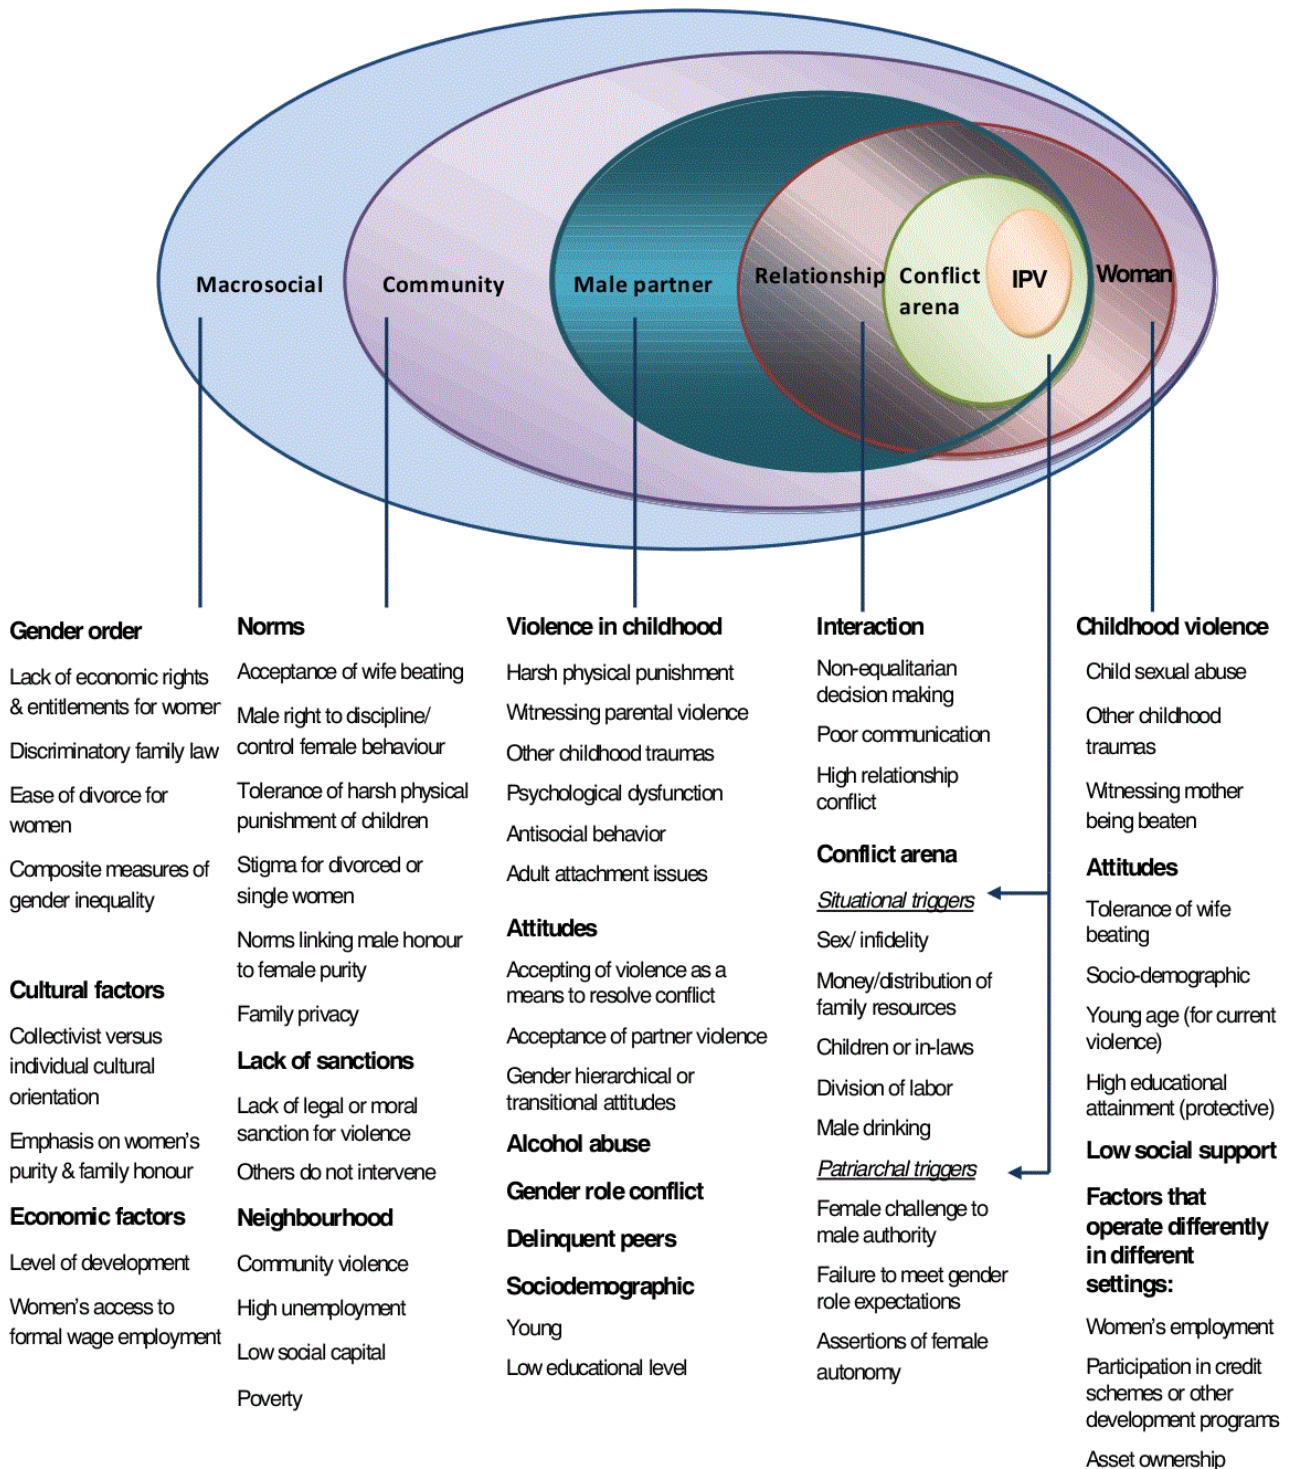 Macrosocial
Community
Male partner
Relationship
Conflict
arena
IPV
Woman
Gender order
Lack of economic rights
& entitlements for women
Discriminatory family law
Ease of divorce for
women
Composite measures of
gender inequality
Cultural factors
Collectivist versus
individual cultural
orientation
Emphasis on women's
purity & family honour
Economic factors
Level of development
Women's access to
formal wage employment
Norms
Acceptance of wife beating
Male right to discipline/
control female behaviour
Tolerance of harsh physical
punishment of children
Stigma for divorced or
single women
Norms linking male honour
to female purity
Family privacy
Lack of sanctions
Lack of legal or moral
sanction for violence
Others do not intervene
Neighbourhood
Community violence
High unemployment
Low social capital
Poverty
Violence in childhood
Harsh physical punishment
Witnessing parental violence
Other childhood traumas
Psychological dysfunction
Antisocial behavior
Adult attachment issues
Attitudes
Accepting of violence as a
means to resolve conflict
Acceptance of partner violence
Gender hierarchical or
transitional attitudes
Alcohol abuse
Gender role conflict
Delinquent peers
Sociodemographic
Young
Low educational level
Interaction
Non-equalitarian
decision making
Poor communication
High relationship
conflict
Conflict arena
Situational triggers
Sex/ infidelity
Money/distribution of
family resources
Children or in-laws
Division of labor
Male drinking
Patriarchal triggers
Female challenge to
male authority
Failure to meet gender
role expectations
Assertions of female
autonomy
Childhood violence
Child sexual abuse
Other childhood
traumas
Witnessing mother
being beaten
Attitudes
Tolerance of wife
beating
Socio-demographic
Young age (for current
violence)
High educational
attainment (protective)
Low social support
Factors that
operate differently
in different
settings:
Women's employment
Participation in credit
schemes or other
development programs
Asset ownership